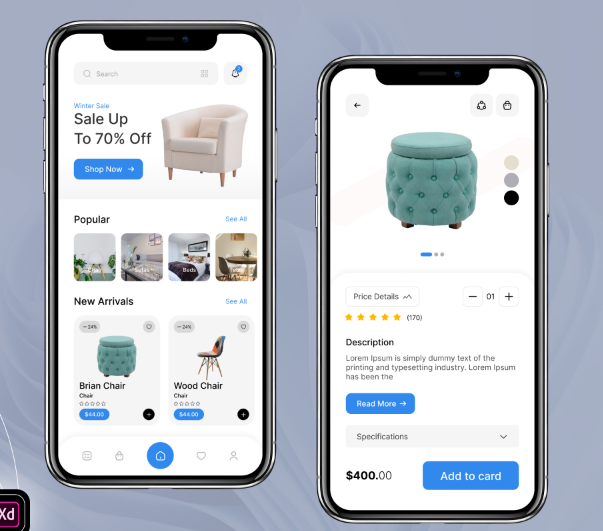 Search
Winter Sale
Sale Up
To 70% Off
Shop Now →
Popular
See All
Sofas
Beds
New Arrivals
See All
− 24%
− 24%
Brian Chair
Chair
$44.00
Wood Chair
Chair
$44.00
Price Details
01
(170)
Description
Lorem Ipsum is simply dummy text of the
printing and typesetting industry. Lorem Ipsum
has been the
Read More →
Specifications
$400.00
Add to card
Xd